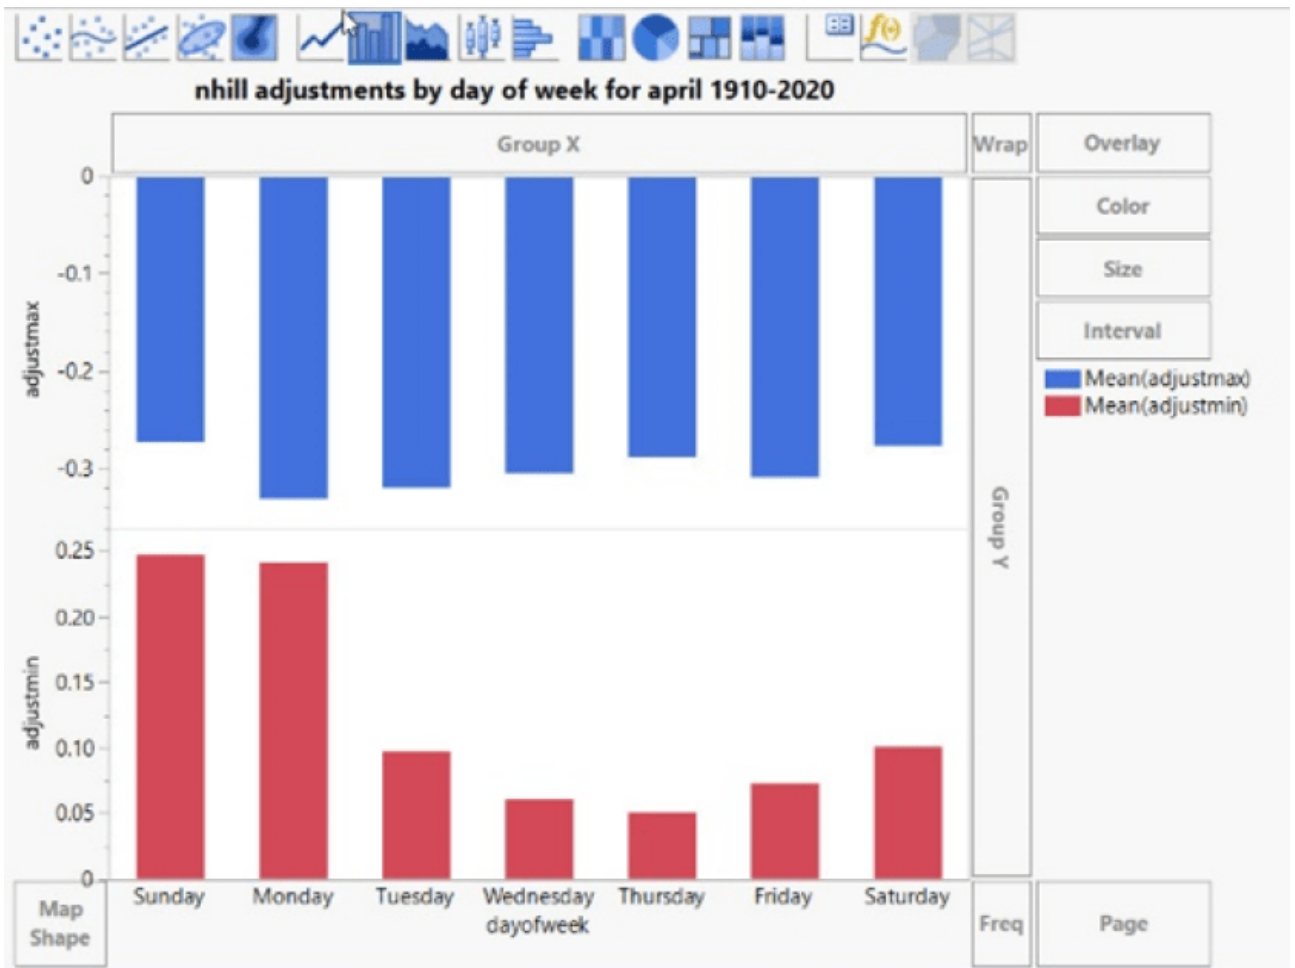 nhill adjustments by day of week for april 1910-2020
Group X
Wrap
Overlay
Color
Size
Interval
Mean(adjustmax)
Mean(adjustmin)
Group Y
adjustmax
0
-0.1
-0.2
-0.3
adjustmin
0.25
0.20
0.15
0.10
0.05
0
Sunday Monday Tuesday Wednesday Thursday Friday Saturday
dayofweek
Map
Shape
Freq
Page